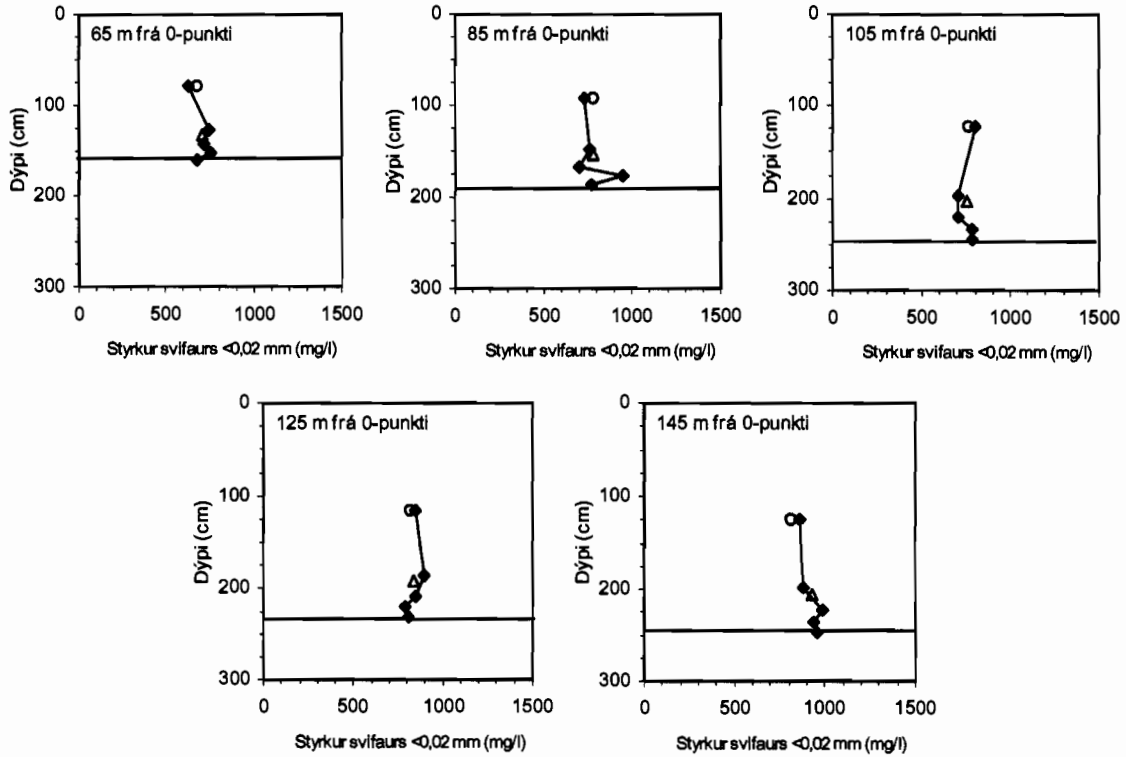 65 m frá 0-punkti
0
100
200
300
Dýpi (cm)
0 500 1000 1500
Styrkur svifaurs <0,02 mm (mg/l)
85 m frá 0-punkti
0
100
200
300
Dýpi (cm)
0 500 1000 1500
Styrkur svifaurs <0,02 mm (mg/l)
105 m frá 0-punkti
0
100
200
300
Dýpi (cm)
0 500 1000 1500
Styrkur svifaurs <0,02 mm (mg/l)
125 m frá 0-punkti
0
100
200
300
Dýpi (cm)
0 500 1000 1500
Styrkur svifaurs <0,02 mm (mg/l)
145 m frá 0-punkti
0
100
200
300
Dýpi (cm)
0 500 1000 1500
Styrkur svifaurs <0,02 mm (mg/l)